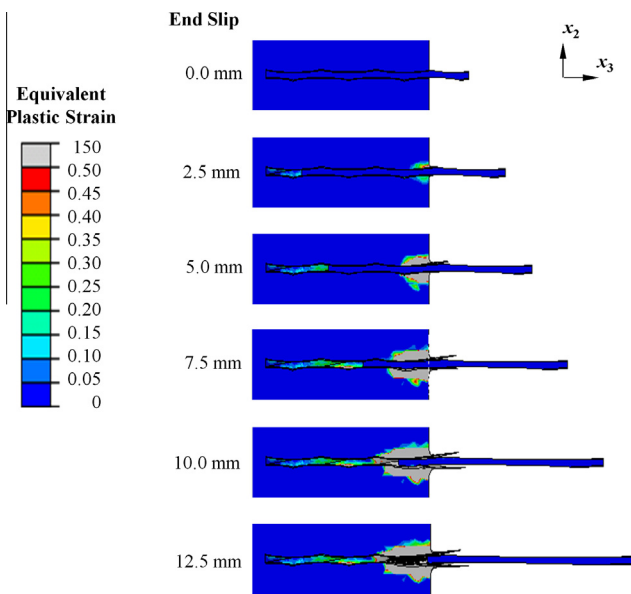 End Slip
0.0 mm
x2
x3
Equivalent
Plastic Strain
150
0.50
0.45
0.40
0.35
0.30
0.25
0.20
0.15
0.10
0.05
0
2.5 mm
5.0 mm
7.5 mm
10.0 mm
12.5 mm